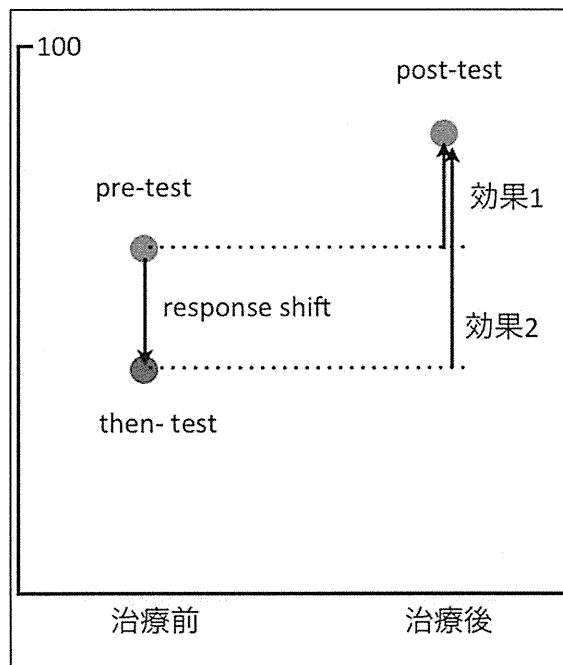 100
post-test
pre-test
効果1
response shift
効果2
then- test
治療前
治療後